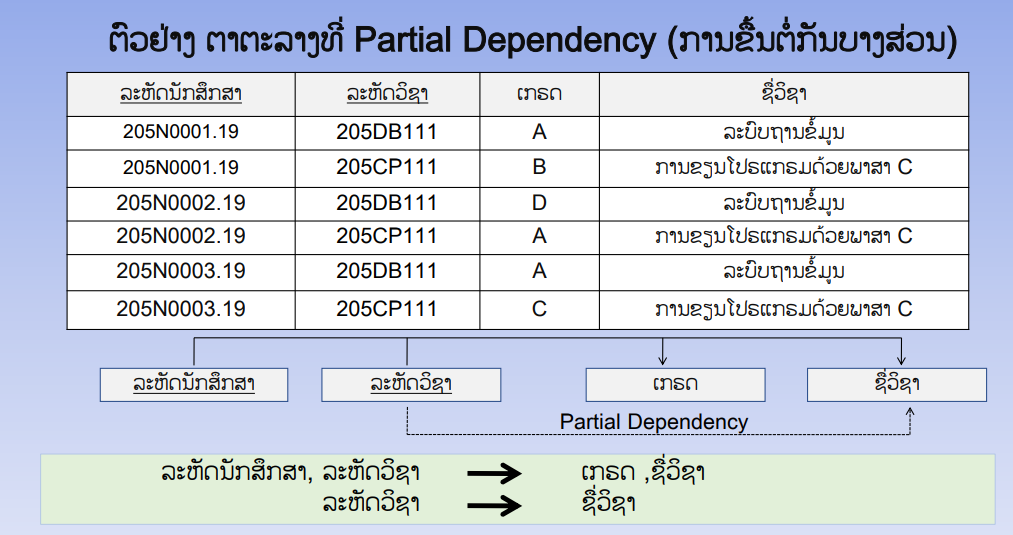 ຕົວຢ່າງ ຕາຕະລາງທີ່ Partial Dependency (ການຂຶ້ນຕໍ່ກັນບາງສ່ວນ)
ລະຫັດນັກສຶກສາ ລະຫັດວິຊາ ເກຣດ ຊື່ວິຊາ
205N0001.19 205DB111 A ລະບົບຖານຂໍ້ມູນ
205N0001.19 205CP111 B ການຂຽນໂປຣແກຣມດ້ວຍພາສາ C
205N0002.19 205DB111 D ລະບົບຖານຂໍ້ມູນ
205N0002.19 205CP111 A ການຂຽນໂປຣແກຣມດ້ວຍພາສາ C
205N0003.19 205DB111 A ລະບົບຖານຂໍ້ມູນ
205N0003.19 205CP111 C ການຂຽນໂປຣແກຣມດ້ວຍພາສາ C
ລະຫັດນັກສຶກສາ ລະຫັດວິຊາ ເກຣດ ຊື່ວິຊາ
Partial Dependency
ລະຫັດນັກສຶກສາ, ລະຫັດວິຊາ ເກຣດ ,ຊື່ວິຊາ
ລະຫັດວິຊາ ຊື່ວິຊາ